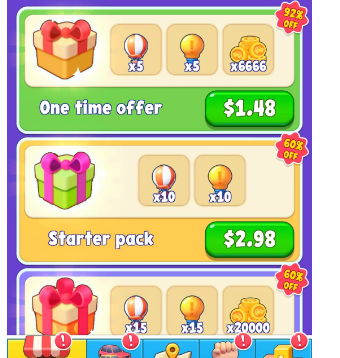 92%
OFF
x5 x5 x6666
One time offer $1.48
60%
OFF
x10 x10
Starter pack $2.98
60%
OFF
x15 x15 x20000
! ! ! !